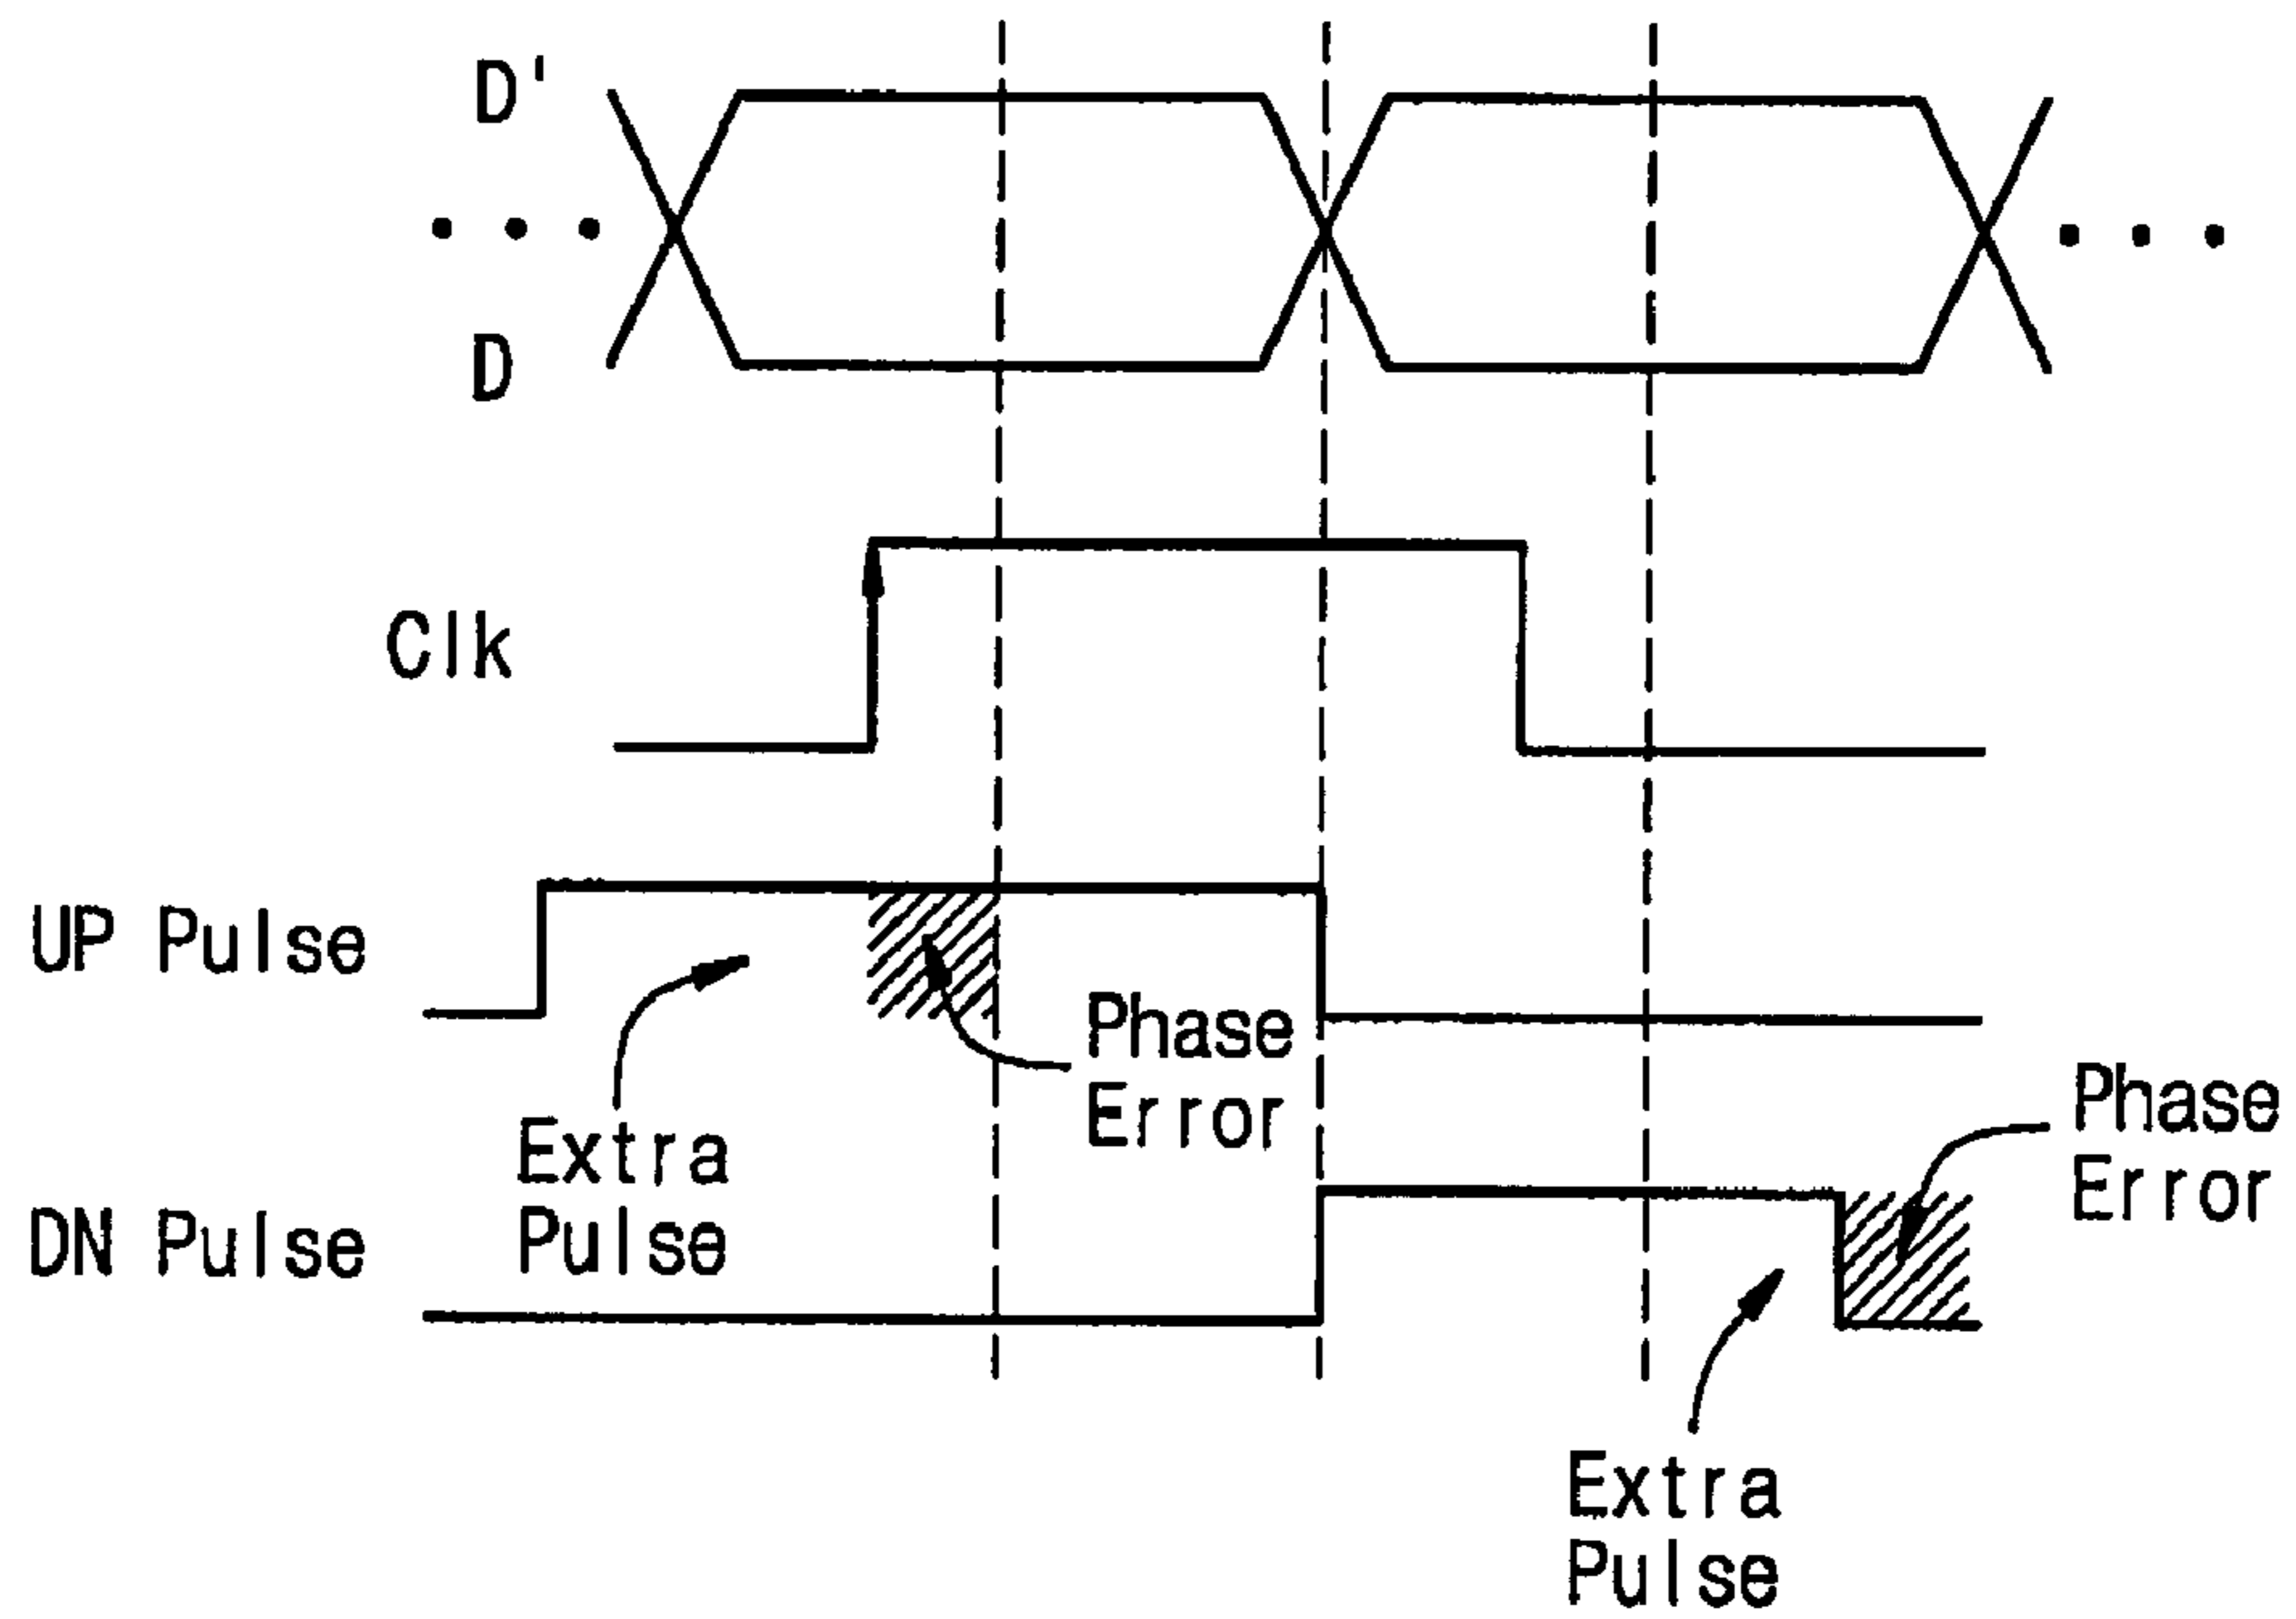 D'
D
Clk
UP Pulse
Phase
Error
Extra
Pulse
Phase
Error
DN Pulse
Extra
Pulse